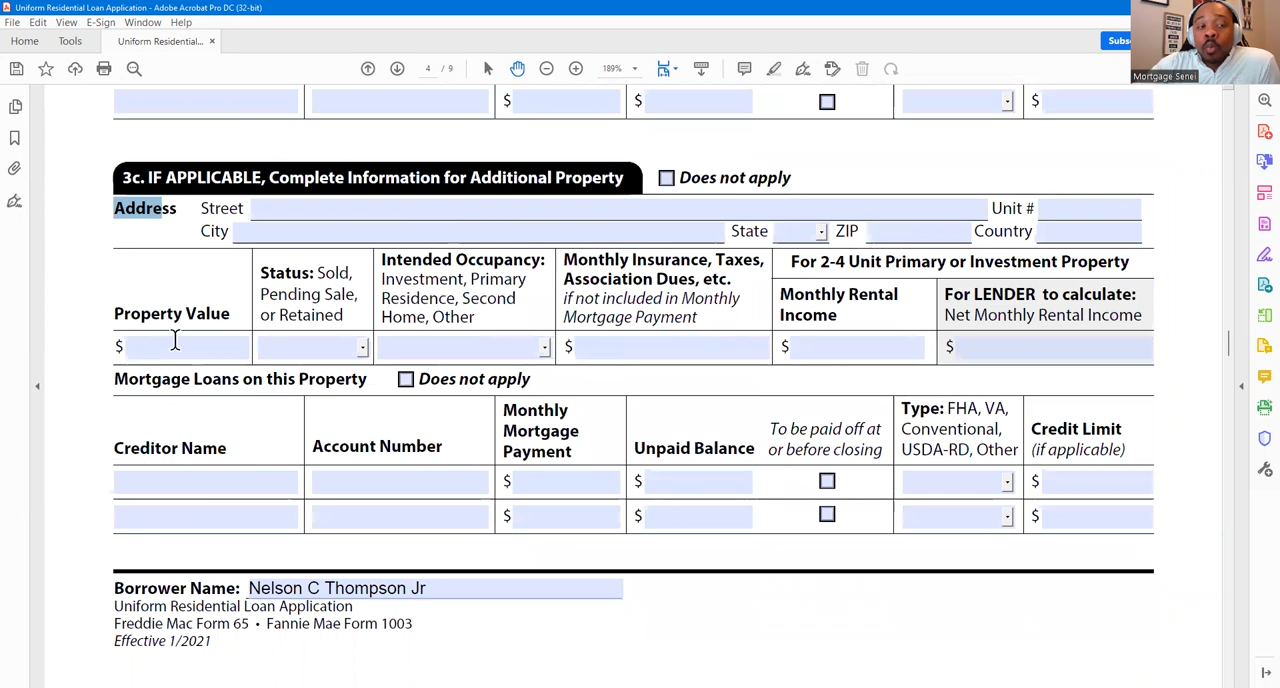 Uniform Residential Loan Application - Adobe Acrobat Pro DC (32-bit)
File Edit View E-Sign Window Help
Home Tools Uniform Residential... ×
Subs
4 / 9 189%
Mortgage Sensi
$ $ $
3c. IF APPLICABLE, Complete Information for Additional Property Does not apply
Address Street Unit #
City State ZIP Country
Property Value
Status: Sold,
Pending Sale,
or Retained
Intended Occupancy:
Investment, Primary
Residence, Second
Home, Other
Monthly Insurance, Taxes,
Association Dues, etc.
if not included in Monthly
Mortgage Payment
For 2-4 Unit Primary or Investment Property
Monthly Rental
Income
For LENDER to calculate:
Net Monthly Rental Income
$ $ $ $
Mortgage Loans on this Property Does not apply
Creditor Name
Account Number
Monthly
Mortgage
Payment
Unpaid Balance
To be paid off at
or before closing
Type: FHA, VA,
Conventional,
USDA-RD, Other
Credit Limit
(if applicable)
$ $ $
$ $ $
Borrower Name: Nelson C Thompson Jr
Uniform Residential Loan Application
Freddie Mac Form 65 • Fannie Mae Form 1003
Effective 1/2021